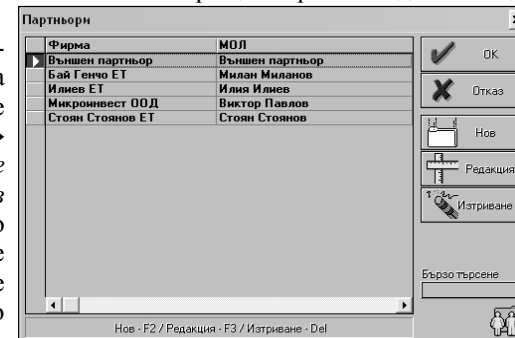 Партньори
Фирма МОЛ
Външен партньор Външен партньор
Бай Генчо ЕТ Милан Миланов
Илиев ЕТ Илия Илиев
Микроинвест ООД Виктор Павлов
Стоян Стоянов ЕТ Стоян Стоянов
OK
Отказ
Нов
Редакция
Изтриване
Бързо търсене
Нов - F2 / Редакция - F3 / Изтриване - Del